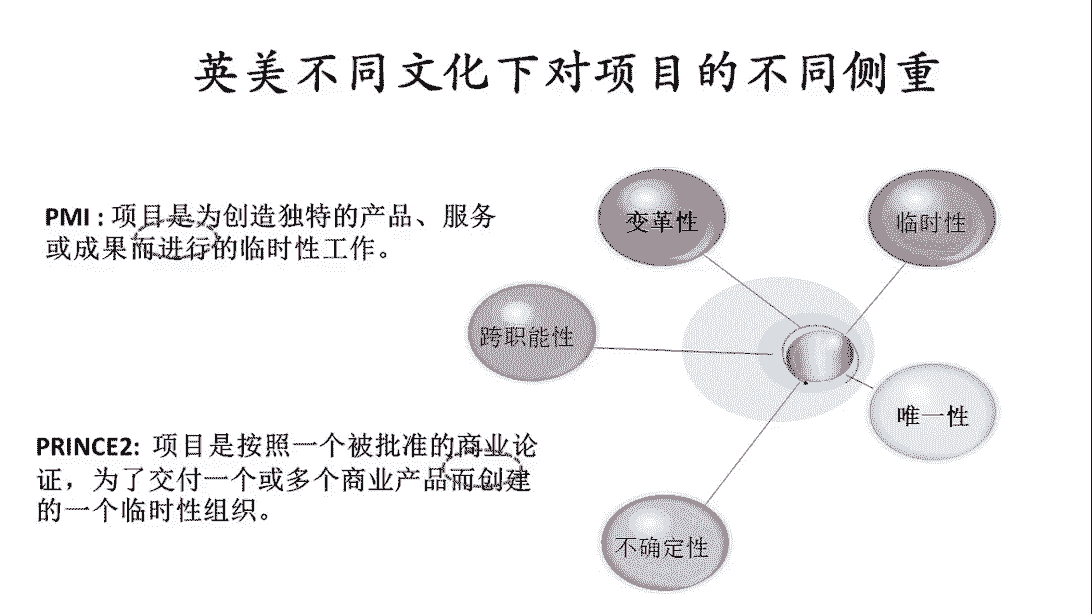 英美不同文化下对项目的不同侧重
PMI : 项目是为创造独特的产品、服务
或成果而进行的临时性工作。
变革性
临时性
跨职能性
唯一性
不确定性
PRINCE2: 项目是按照一个被批准的商业论
证，为了交付一个或多个商业产品而创建
的一个临时性组织。